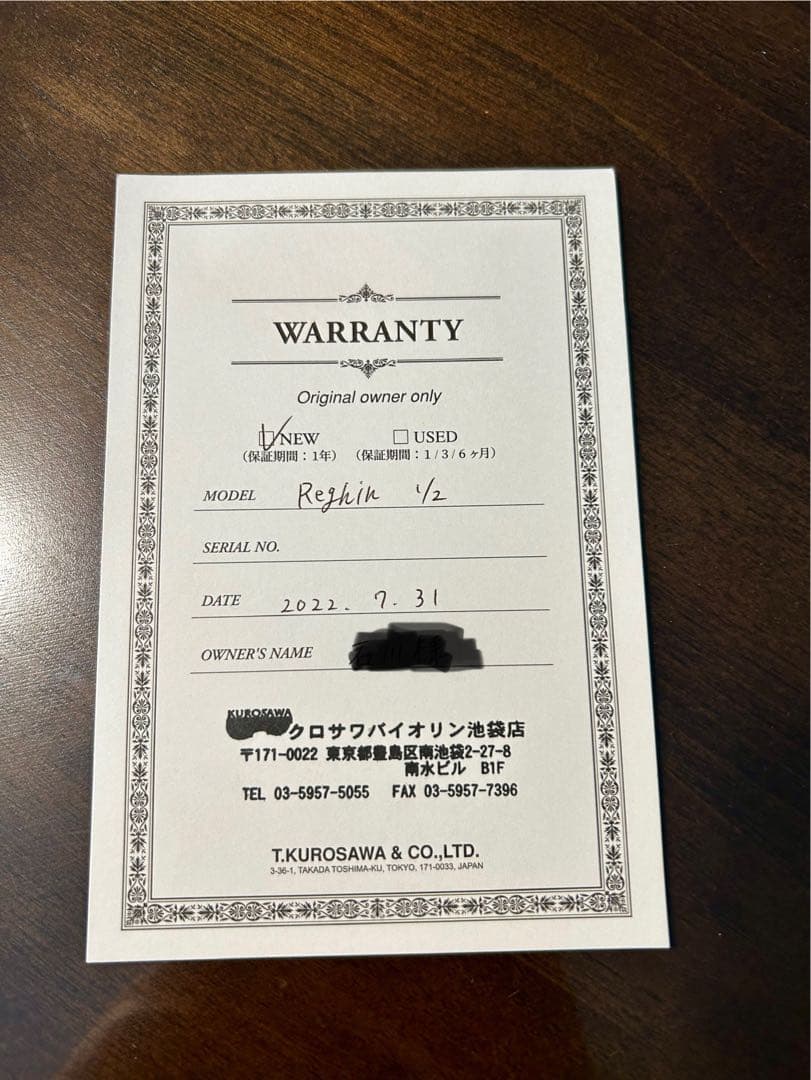 WARRANTY
Original owner only
NEW USED
(保証期間：1年) (保証期間：1/3/6ヶ月)
MODEL Reghin 1/2
SERIAL NO.
DATE 2022. 7. 31
OWNER'S NAME
KUROSAWA
クロサワバイオリン池袋店
〒171-0022 東京都豊島区南池袋2-27-8
南水ビル B1F
TEL 03-5957-5055 FAX 03-5957-7396
T.KUROSAWA & CO.,LTD.
3-36-1, TAKADA TOSHIMA-KU, TOKYO, 171-0033, JAPAN